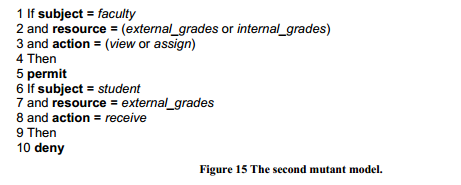 1 If subject = faculty
2 and resource = (external_grades or internal_grades)
3 and action = (view or assign)
4 Then
5 permit
6 If subject = student
7 and resource = external_grades
8 and action = receive
9 Then
10 deny
Figure 15 The second mutant model.